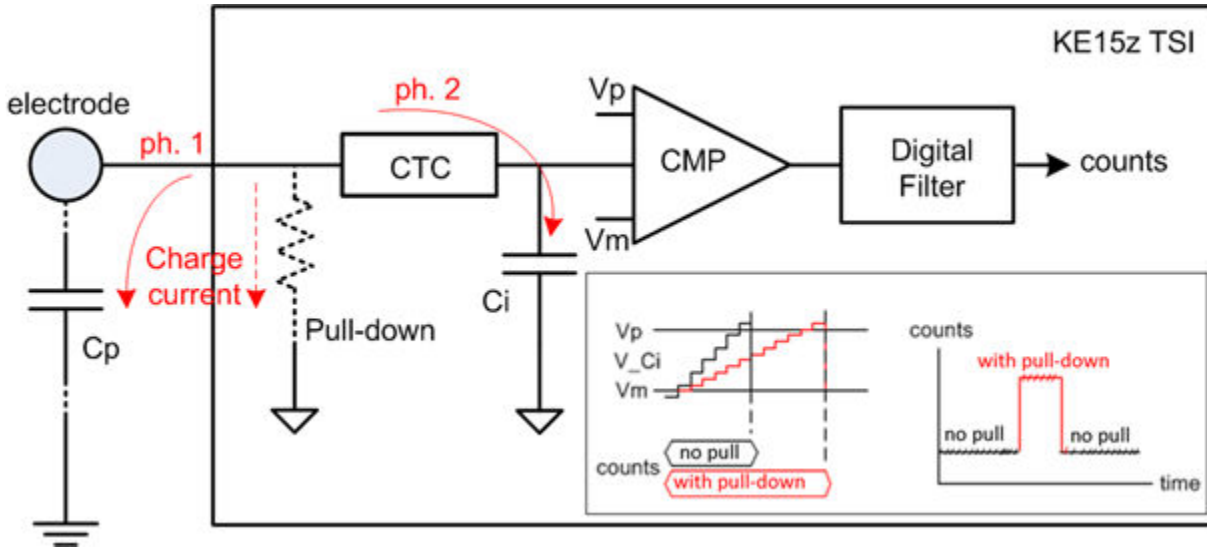 KE15z TSI
electrode
ph. 1
ph. 2
CTC
Vp
CMP
Vm
Digital
Filter
counts
Charge
current
Pull-down
Cp
Ci
Vp
V_Ci
Vm
counts
no pull
with pull-down
counts
with pull-down
no pull
no pull
time